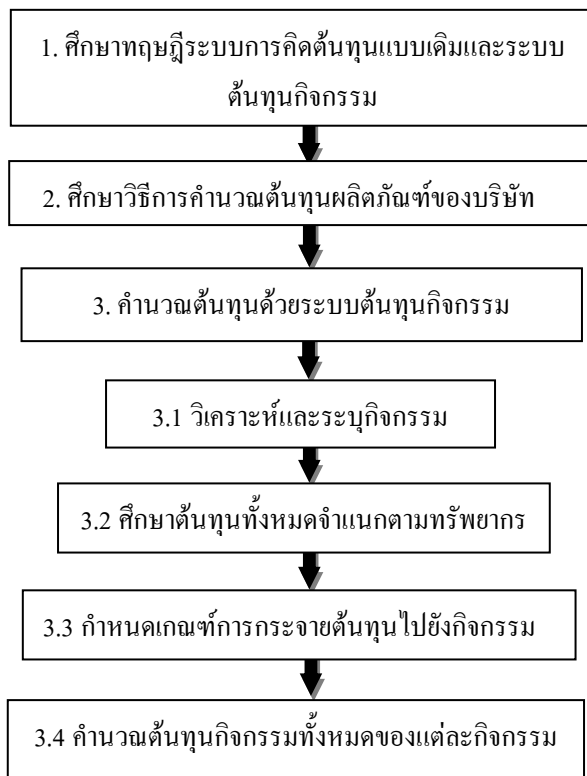 1. ศึกษาทฤษฎีระบบการคิดต้นทุนแบบเดิมและระบบ
ต้นทุนกิจกรรม
2. ศึกษาวิธีการคำนวณต้นทุนผลิตภัณฑ์ของบริษัท
3. คำนวณต้นทุนด้วยระบบต้นทุนกิจกรรม
3.1 วิเคราะห์และระบุกิจกรรม
3.2 ศึกษาต้นทุนทั้งหมดจำแนกตามทรัพยากร
3.3 กำหนดเกณฑ์การกระจายต้นทุนไปยังกิจกรรม
3.4 คำนวณต้นทุนกิจกรรมทั้งหมดของแต่ละกิจกรรม